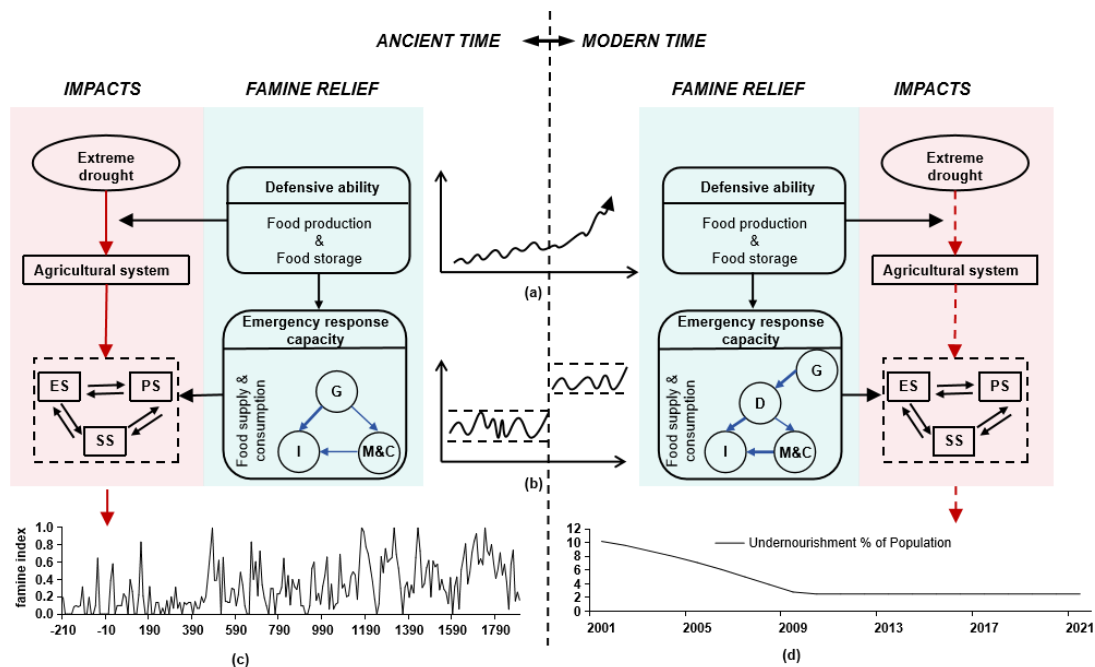 ANCIENT TIME
MODERN TIME
IMPACTS
FAMINE RELIEF
FAMINE RELIEF
IMPACTS
Extreme
drought
Defensive ability
Food production
&
Food storage
Agricultural system
Emergency response
capacity
Food supply &
consumption
G
I
M&C
ES
PS
SS
(a)
(b)
Defensive ability
Food production
&
Food storage
Extreme
drought
Agricultural system
Emergency response
capacity
Food supply &
consumption
G
D
I
M&C
ES
PS
SS
famine index
1.0
0.8
0.6
0.4
0.2
0.0
-210 -10 190 390 590 790 990 1190 1390 1590 1790
(c)
12
10
8
6
4
2
0
Undernourishment % of Population
2001 2005 2009 2013 2017 2021
(d)